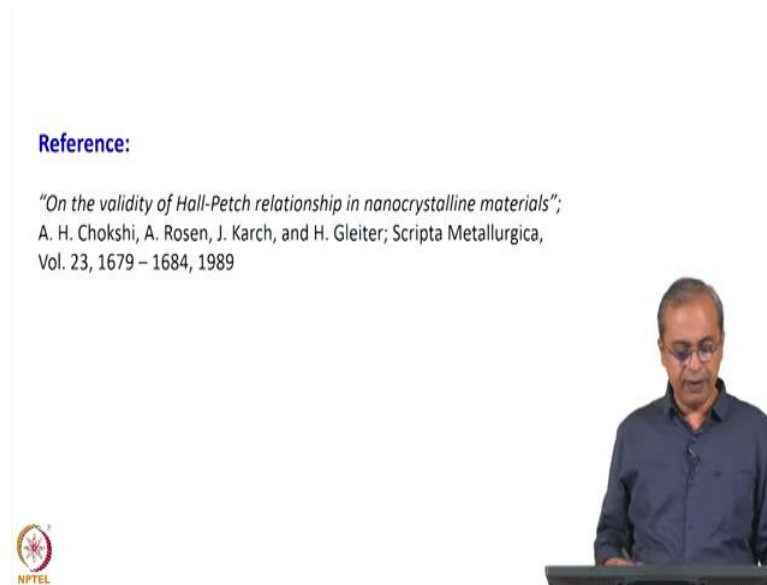 Reference:
“On the validity of Hall-Petch relationship in nanocrystalline materials”;
A. H. Chokshi, A. Rosen, J. Karch, and H. Gleiter; Scripta Metallurgica,
Vol. 23, 1679 – 1684, 1989
NPTEL